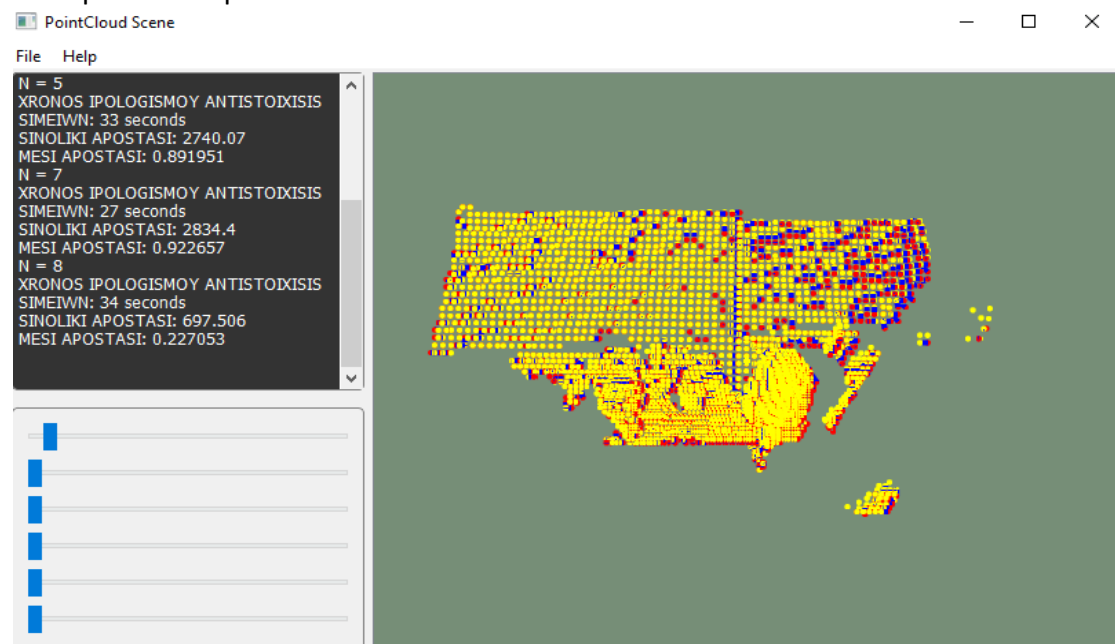 PointCloud Scene
File Help
N = 5
XRONOS IPOLOGISMOY ANTISTOIXISIS
SIMEIWN: 33 seconds
SINOLIKI APOSTASI: 2740.07
MESI APOSTASI: 0.891951
N = 7
XRONOS IPOLOGISMOY ANTISTOIXISIS
SIMEIWN: 27 seconds
SINOLIKI APOSTASI: 2834.4
MESI APOSTASI: 0.922657
N = 8
XRONOS IPOLOGISMOY ANTISTOIXISIS
SIMEIWN: 34 seconds
SINOLIKI APOSTASI: 697.506
MESI APOSTASI: 0.227053